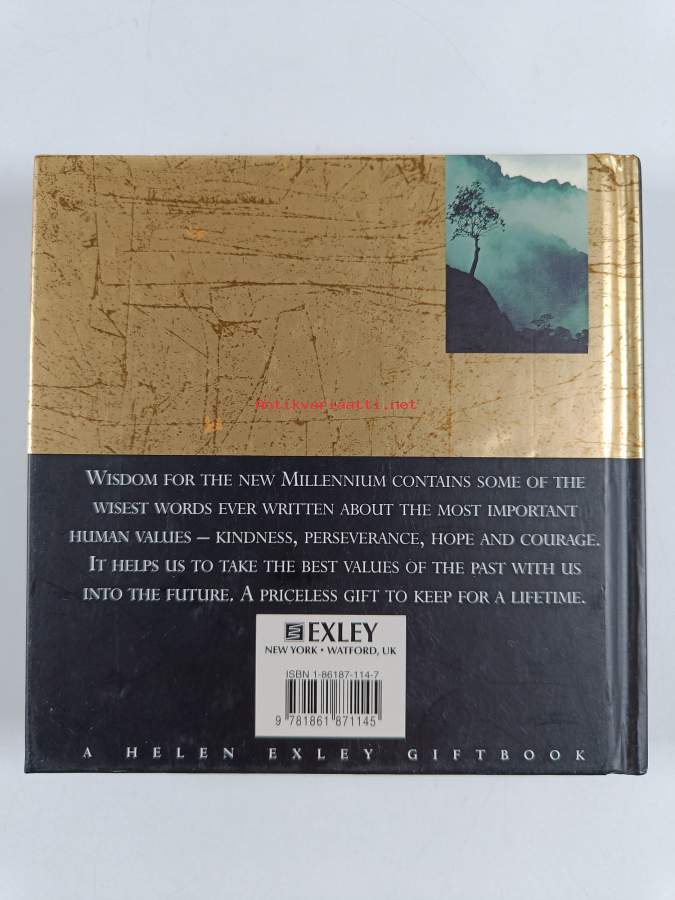 Antikvariaatti.net
WISDOM FOR THE NEW MILLENNIUM CONTAINS SOME OF THE
WISEST WORDS EVER WRITTEN ABOUT THE MOST IMPORTANT
HUMAN VALUES – KINDNESS, PERSEVERANCE, HOPE AND COURAGE.
IT HELPS US TO TAKE THE BEST VALUES OF THE PAST WITH US
INTO THE FUTURE. A PRICELESS GIFT TO KEEP FOR A LIFETIME.
EXLEY
NEW YORK • WATFORD, UK
ISBN 1-86187-114-7
9 781861 871145
A HELEN EXLEY GIFTBOOK